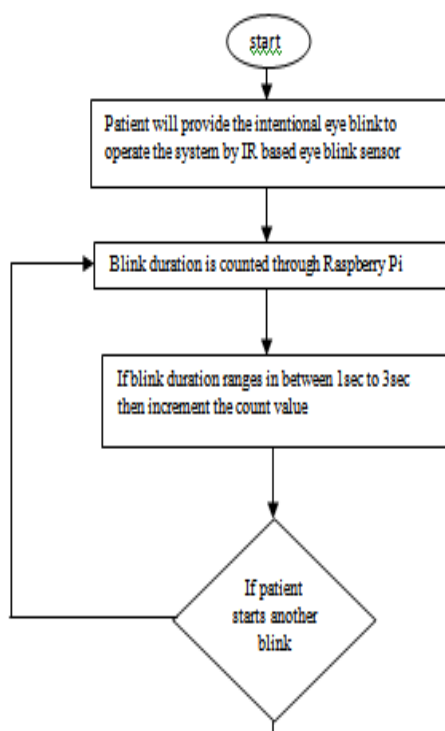 start
Patient will provide the intentional eye blink to
operate the system by IR based eye blink sensor
Blink duration is counted through Raspberry Pi
If blink duration ranges in between 1sec to 3sec
then increment the count value
If patient
starts another
blink